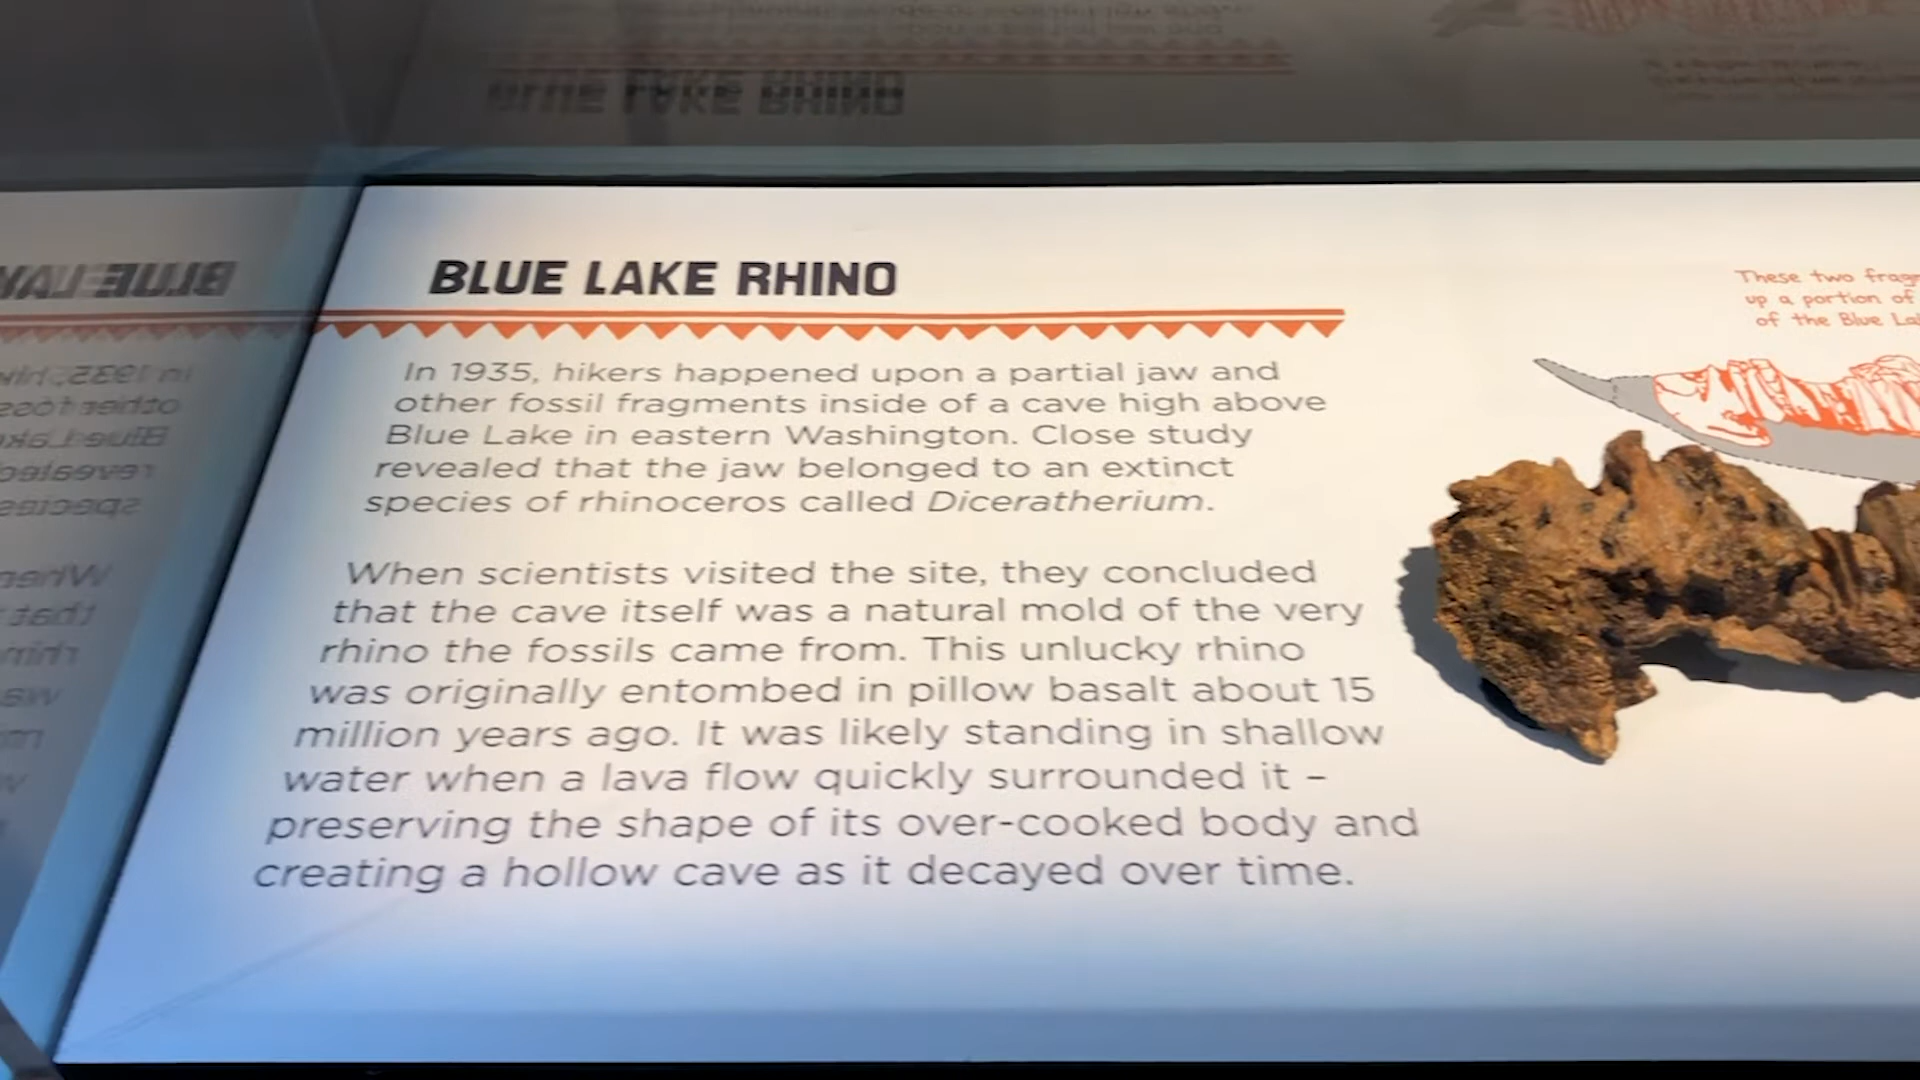 BLUE LAKE RHINO
In 1935, hikers happened upon a partial jaw and
other fossil fragments inside of a cave high above
Blue Lake in eastern Washington. Close study
revealed that the jaw belonged to an extinct
species of rhinoceros called Diceratherium.
When scientists visited the site, they concluded
that the cave itself was a natural mold of the very
rhino the fossils came from. This unlucky rhino
was originally entombed in pillow basalt about 15
million years ago. It was likely standing in shallow
water when a lava flow quickly surrounded it –
preserving the shape of its over-cooked body and
creating a hollow cave as it decayed over time.
These two
up a portion of
of the Blue